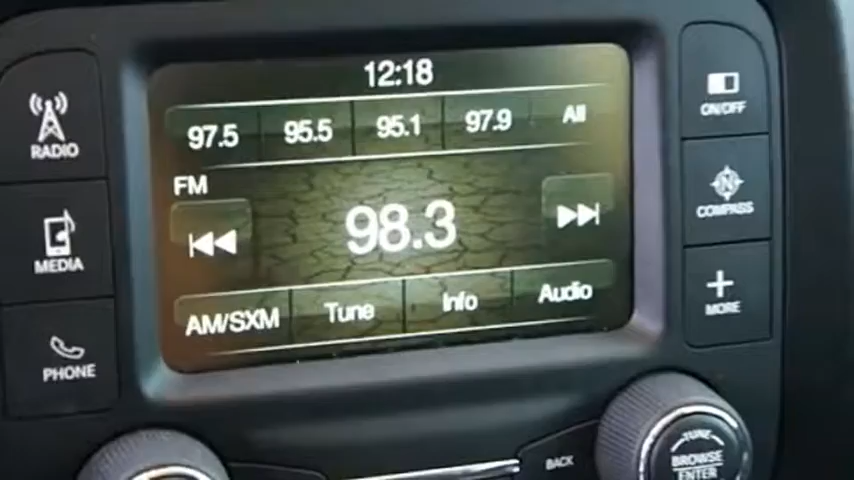 12:18
97.5 95.5 95.1 97.9 All
FM
98.3
AM/SXM Tune Info Audio
RADIO
MEDIA
PHONE
ON/OFF
N
COMPASS
MORE
BACK
TUNE
BROWSE
ENTER